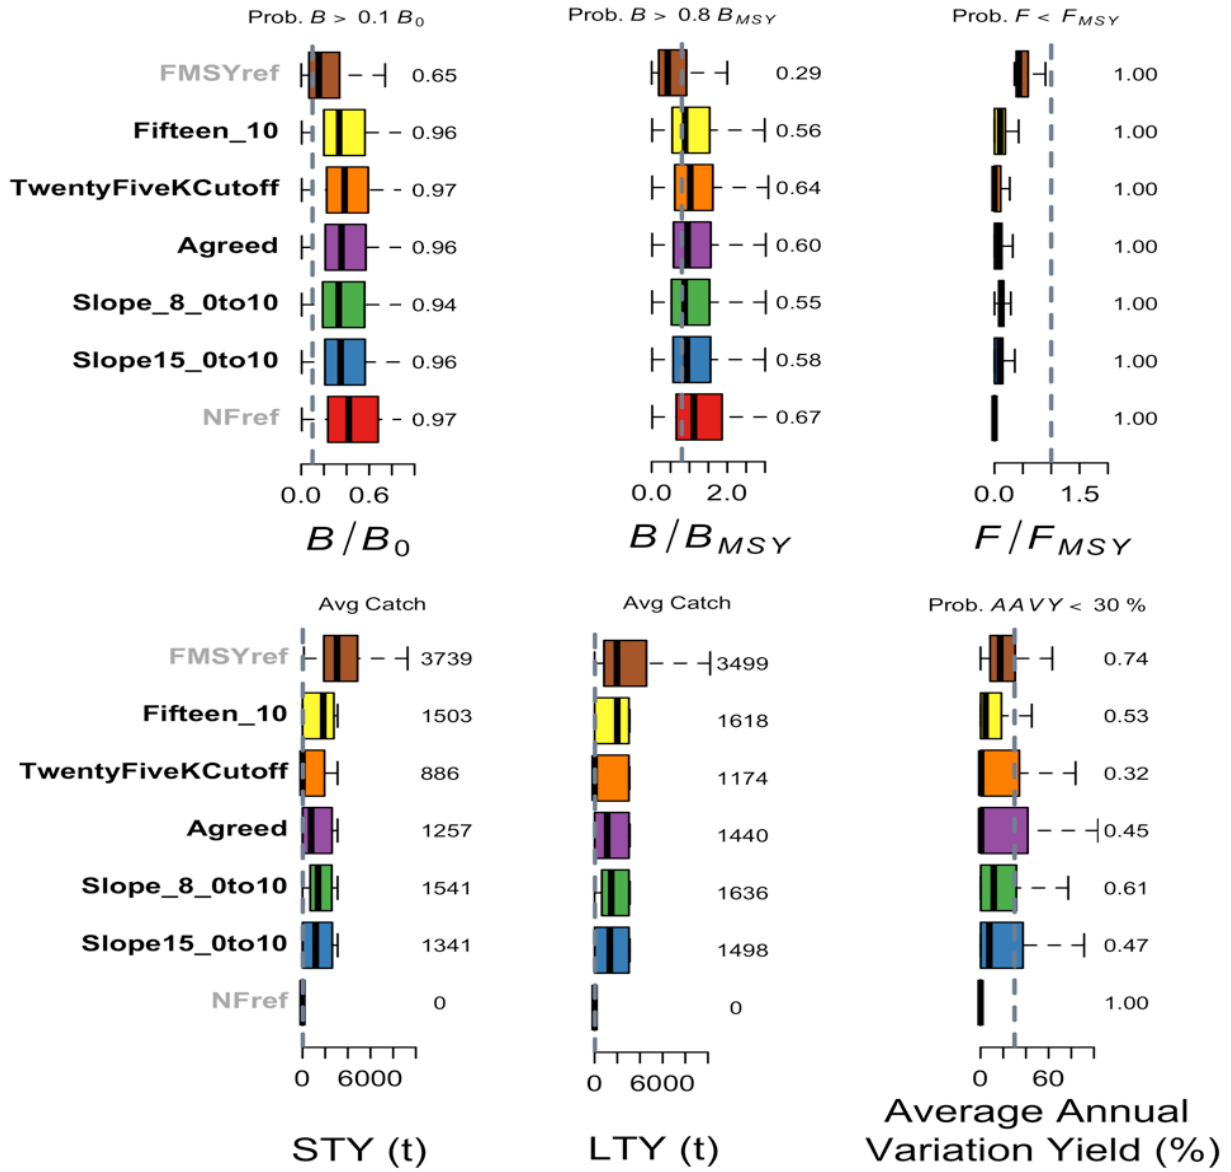 Prob. B > 0.1 B0
Prob. B > 0.8 BMSY
Prob. F < FMSY
FMSYref 0.65 0.29 1.00
Fifteen_10 0.96 0.56 1.00
TwentyFiveKCutoff 0.97 0.64 1.00
Agreed 0.96 0.60 1.00
Slope_8_0to10 0.94 0.55 1.00
Slope15_0to10 0.96 0.58 1.00
NFref 0.97 0.67 1.00
0.0 0.6 0.0 2.0 0.0 1.5
B/B0 B/BMSY F/FMSY
Avg Catch Avg Catch Prob. AAVY < 30 %
FMSYref 3739 3499 0.74
Fifteen_10 1503 1618 0.53
TwentyFiveKCutoff 886 1174 0.32
Agreed 1257 1440 0.45
Slope_8_0to10 1541 1636 0.61
Slope15_0to10 1341 1498 0.47
NFref 0 0 1.00
0 6000 0 6000 0 60
STY (t) LTY (t) Average Annual
Variation Yield (%)